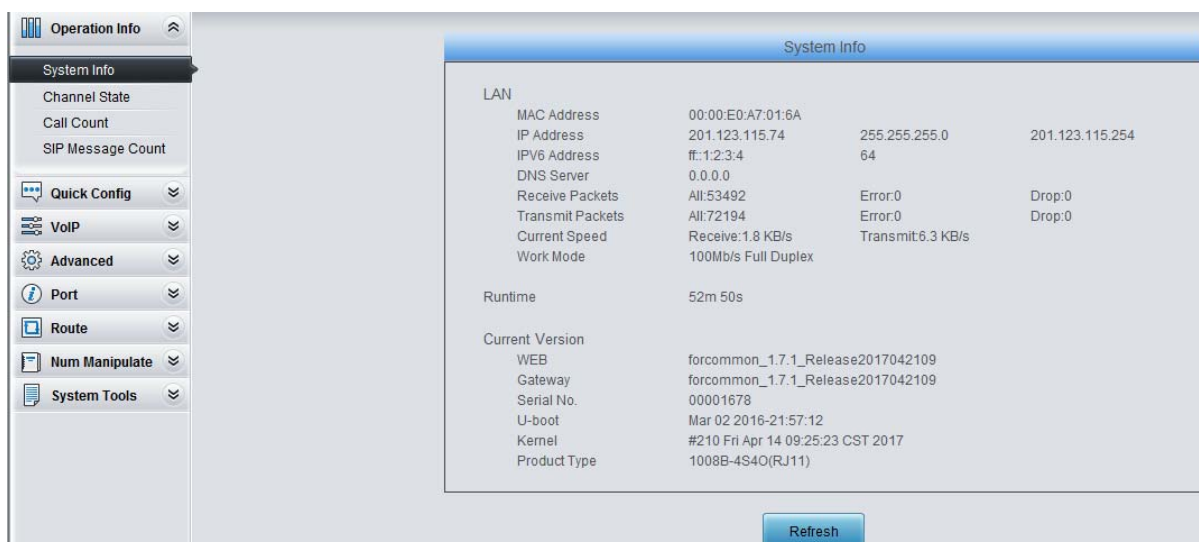 Operation Info
System Info
Channel State
Call Count
SIP Message Count
Quick Config
VoIP
Advanced
Port
Route
Num Manipulate
System Tools
System Info
LAN
MAC Address 00:00:E0:A7:01:6A
IP Address 201.123.115.74 255.255.255.0 201.123.115.254
IPV6 Address ff::1:2:3:4 64
DNS Server 0.0.0.0
Receive Packets All:53492 Error:0 Drop:0
Transmit Packets All:72194 Error:0 Drop:0
Current Speed Receive:1.8 KB/s Transmit:6.3 KB/s
Work Mode 100Mb/s Full Duplex
Runtime 52m 50s
Current Version
WEB forcommon_1.7.1_Release2017042109
Gateway forcommon_1.7.1_Release2017042109
Serial No. 00001678
U-boot Mar 02 2016-21:57:12
Kernel #210 Fri Apr 14 09:25:23 CST 2017
Product Type 1008B-4S4O(RJ11)
Refresh